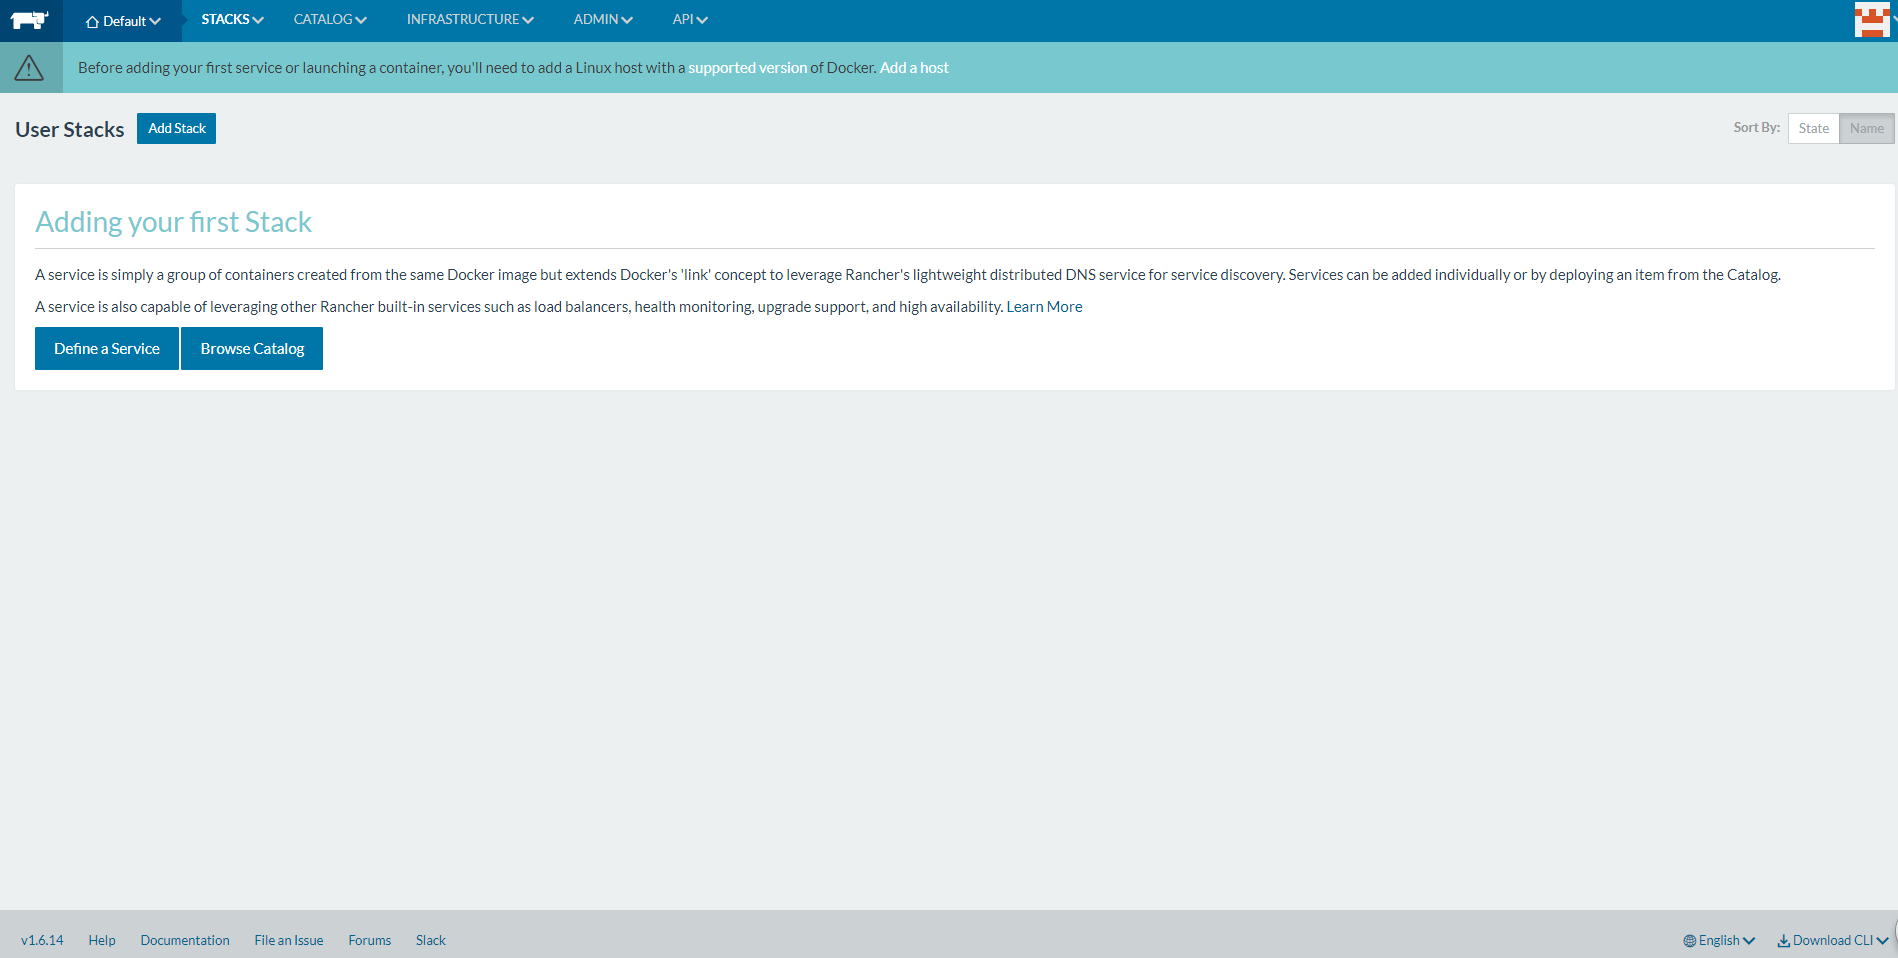 Default STACKS CATALOG INFRASTRUCTURE ADMIN API
Before adding your first service or launching a container, you'll need to add a Linux host with a supported version of Docker. Add a host
User Stacks Add Stack Sort By: State Name
Adding your first Stack
A service is simply a group of containers created from the same Docker image but extends Docker's 'link' concept to leverage Rancher's lightweight distributed DNS service for service discovery. Services can be added individually or by deploying an item from the Catalog.
A service is also capable of leveraging other Rancher built-in services such as load balancers, health monitoring, upgrade support, and high availability. Learn More
Define a Service Browse Catalog
v1.6.14 Help Documentation File an Issue Forums Slack English Download CLI